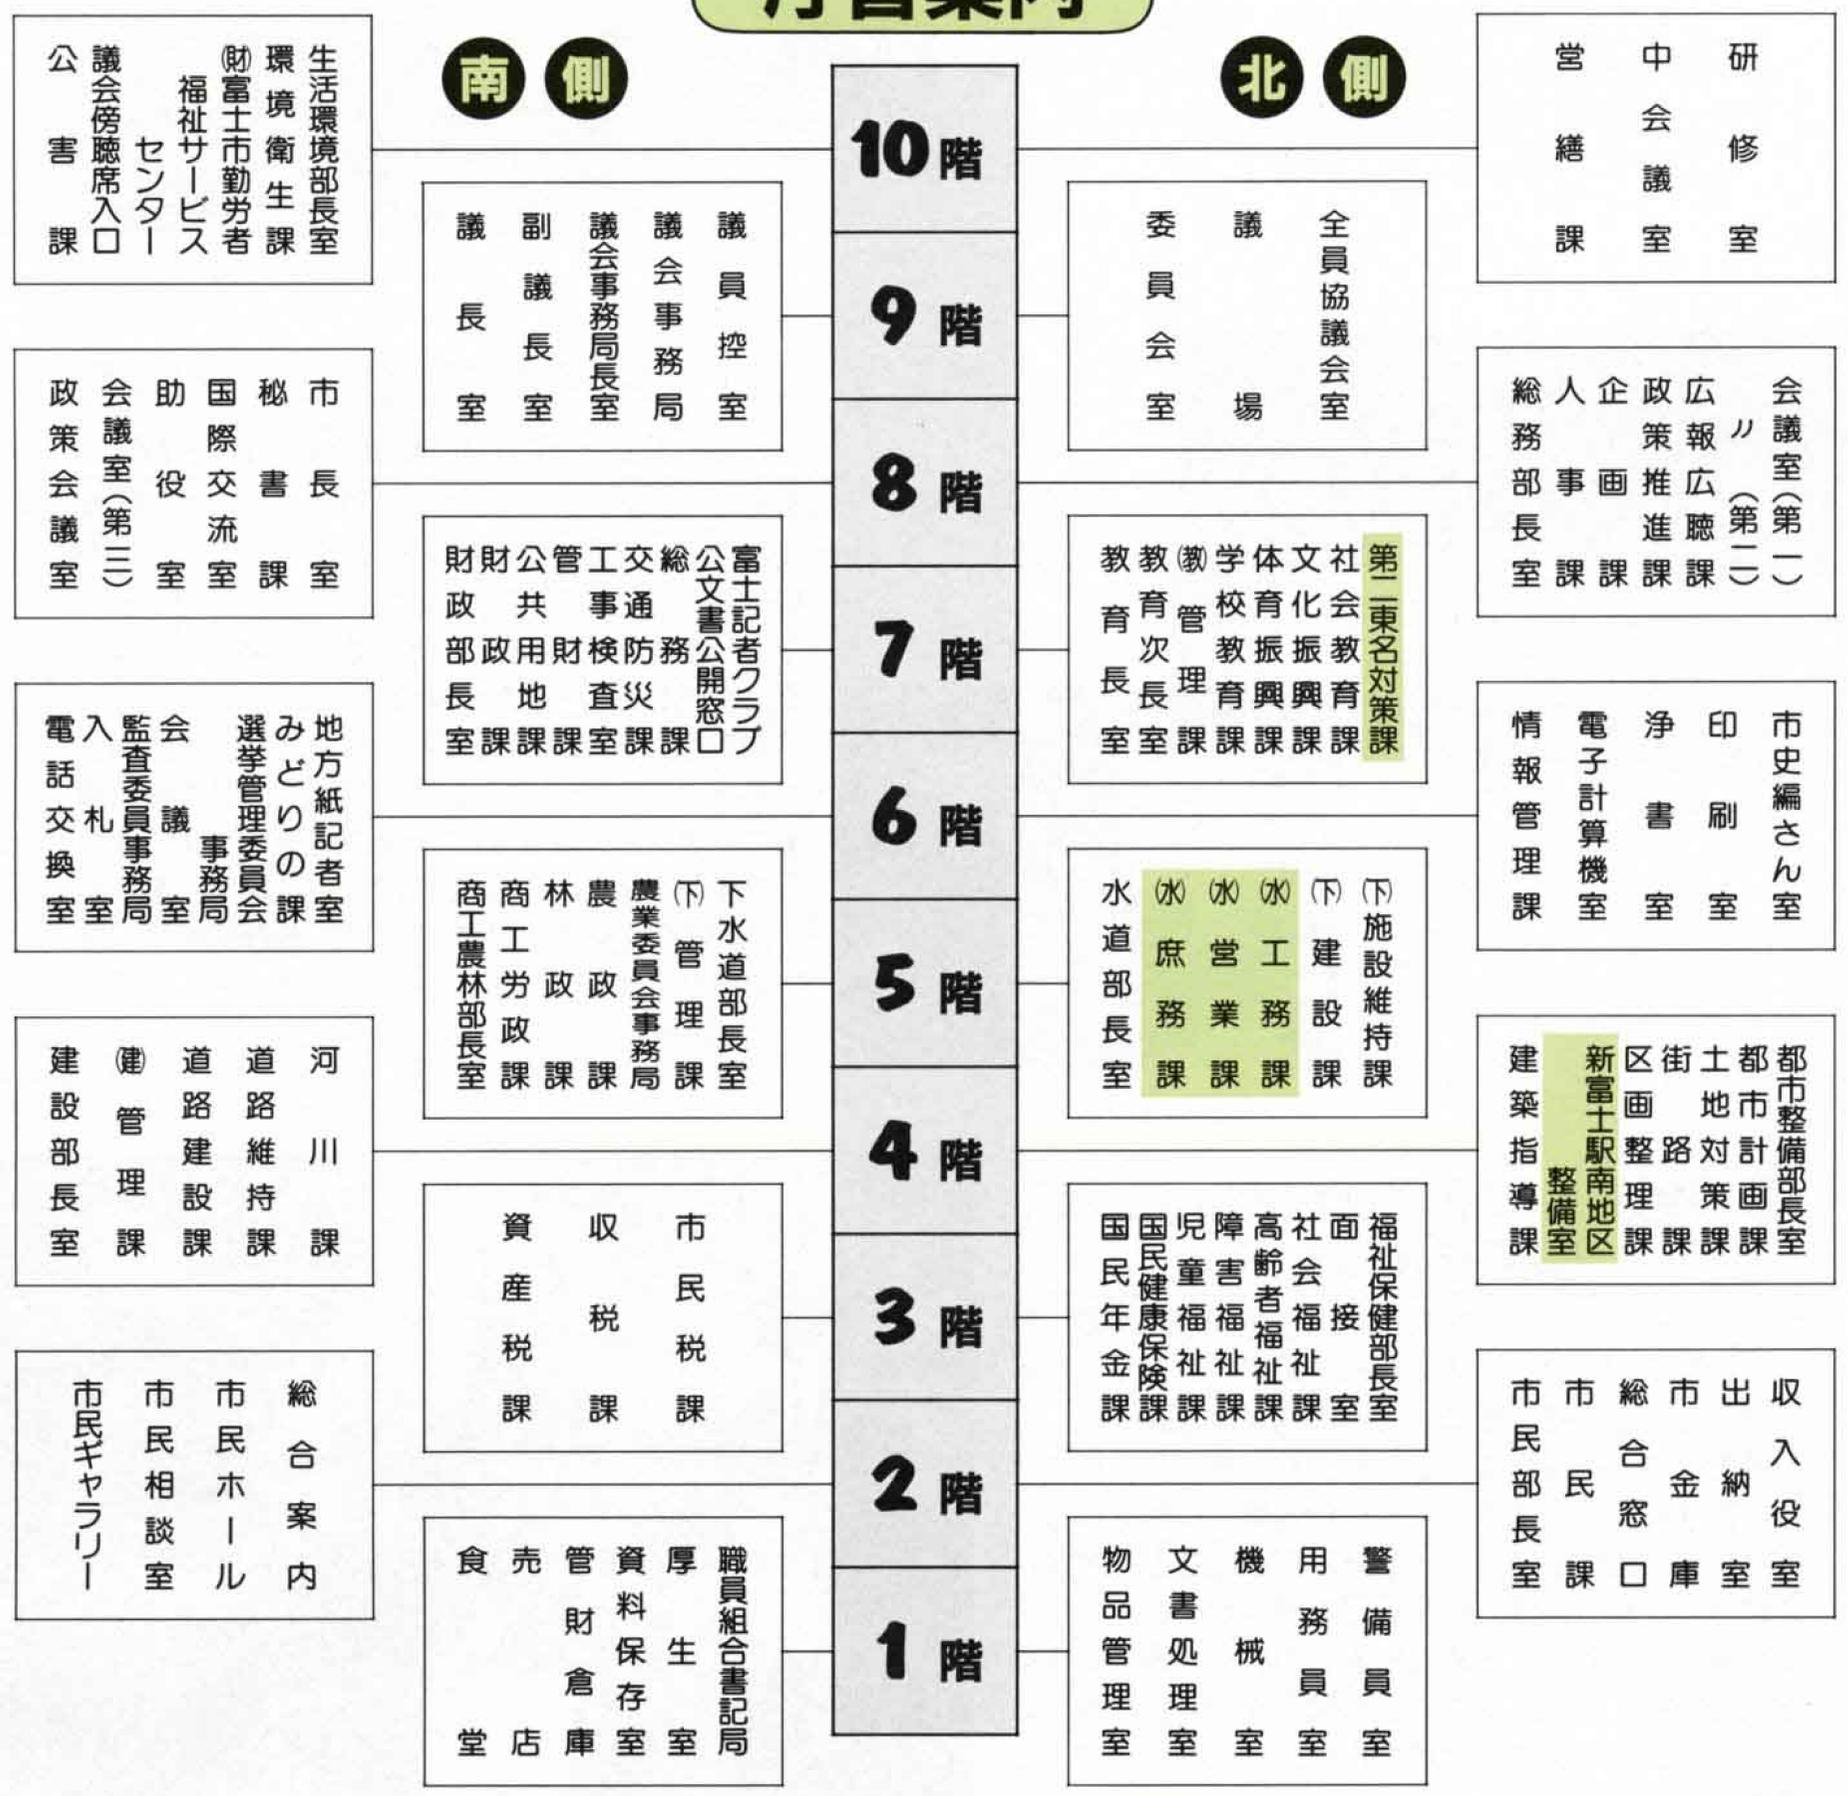 庁舎案内
南側
北側
10階
生活環境部長室
環境衛生課
㈶富士市勤労者
福祉サービス
センター
議会傍聴席入口
公害課
研修室
中会議室
営繕課
9階
議員控室
議会事務局
議会事務局長室
副議長室
議長室
全員協議会室
議場
委員会室
8階
市長室
秘書課
国際交流室
助役室
会議室(第三)
政策会議室
会議室(第一)
〃(第二)
広報広聴課
政策推進課
企画課
人事課
総務部長室
7階
富士記者クラブ
公文書公開窓口
総務課
交通防災課
工事検査室
管財課
公共用地課
財政課
財政部長室
第二東名対策課
社会教育課
文化振興課
体育振興課
学校教育課
(教)管理課
教育次長室
教育長室
6階
地方紙記者室
みどりの課
選挙管理委員会
事務局
会議室
監査委員事務局
入札室
電話交換室
市史編さん室
印刷室
浄書室
電子計算機室
情報管理課
5階
下水道部長室
(下)管理課
農業委員会事務局
農政課
林政課
商工労政課
商工農林部長室
(下)施設維持課
(下)建設課
㈬工務課
㈬営業課
㈬庶務課
水道部長室
4階
河川課
道路維持課
道路建設課
(建)管理課
建設部長室
都市整備部長室
都市計画課
土地対策課
街路課
区画整理課
新富士駅南地区
整備室
建築指導課
3階
市民税課
収税課
資産税課
福祉保健部長室
面接室
社会福祉課
高齢者福祉課
障害福祉課
児童福祉課
国民健康保険課
国民年金課
2階
総合案内
市民ホール
市民相談室
市民ギャラリー
収入役室
出納室
市金庫
総合窓口
市民課
市民部長室
1階
職員組合書記局
厚生室
資料保存室
管財倉庫
売店
食堂
警備員室
用務員室
機械室
文書処理室
物品管理室